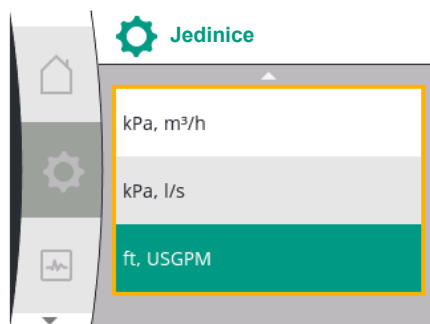 Jedinice
kPa, m³/h
kPa, l/s
ft, USGPM